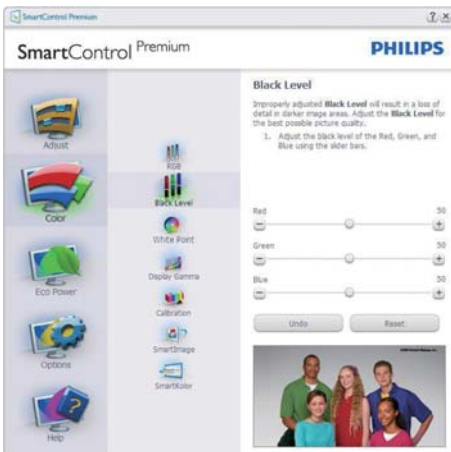 SmartControl Premium
SmartControl Premium
PHILIPS
Adjust
Color
Eco Power
Options
Help
RGB
Black Level
White Point
Display Gamma
Calibration
SmartImage
SmartKolor
Black Level
Improperly adjusted Black Level will result in a loss of
detail in darker image areas. Adjust the Black Level for
the best possible picture quality.
1. Adjust the black level of the Red, Green, and
Blue using the slider bars.
Red 50
Green 50
Blue 50
Undo Reset